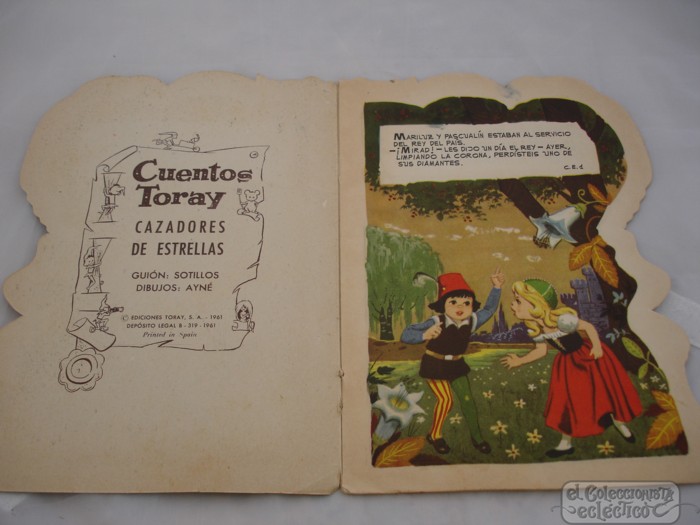 Cuentos
Toray
CAZADORES
DE ESTRELLAS
GUIÓN: SOTILLOS
DIBUJOS: AYNÉ
© EDICIONES TORAY, S. A. - 1961
DEPÓSITO LEGAL B - 319 - 1961
Printed in Spain
MARILUZ Y PASCUALÍN ESTABAN AL SERVICIO
DEL REY DEL PAÍS.
-¡MIRAD! - LES DIJO UN DÍA EL REY - AYER,
LIMPIANDO LA CORONA, PERDISTEIS UNO DE
SUS DIAMANTES.
C.E.1
el Coleccionista
ecléctico